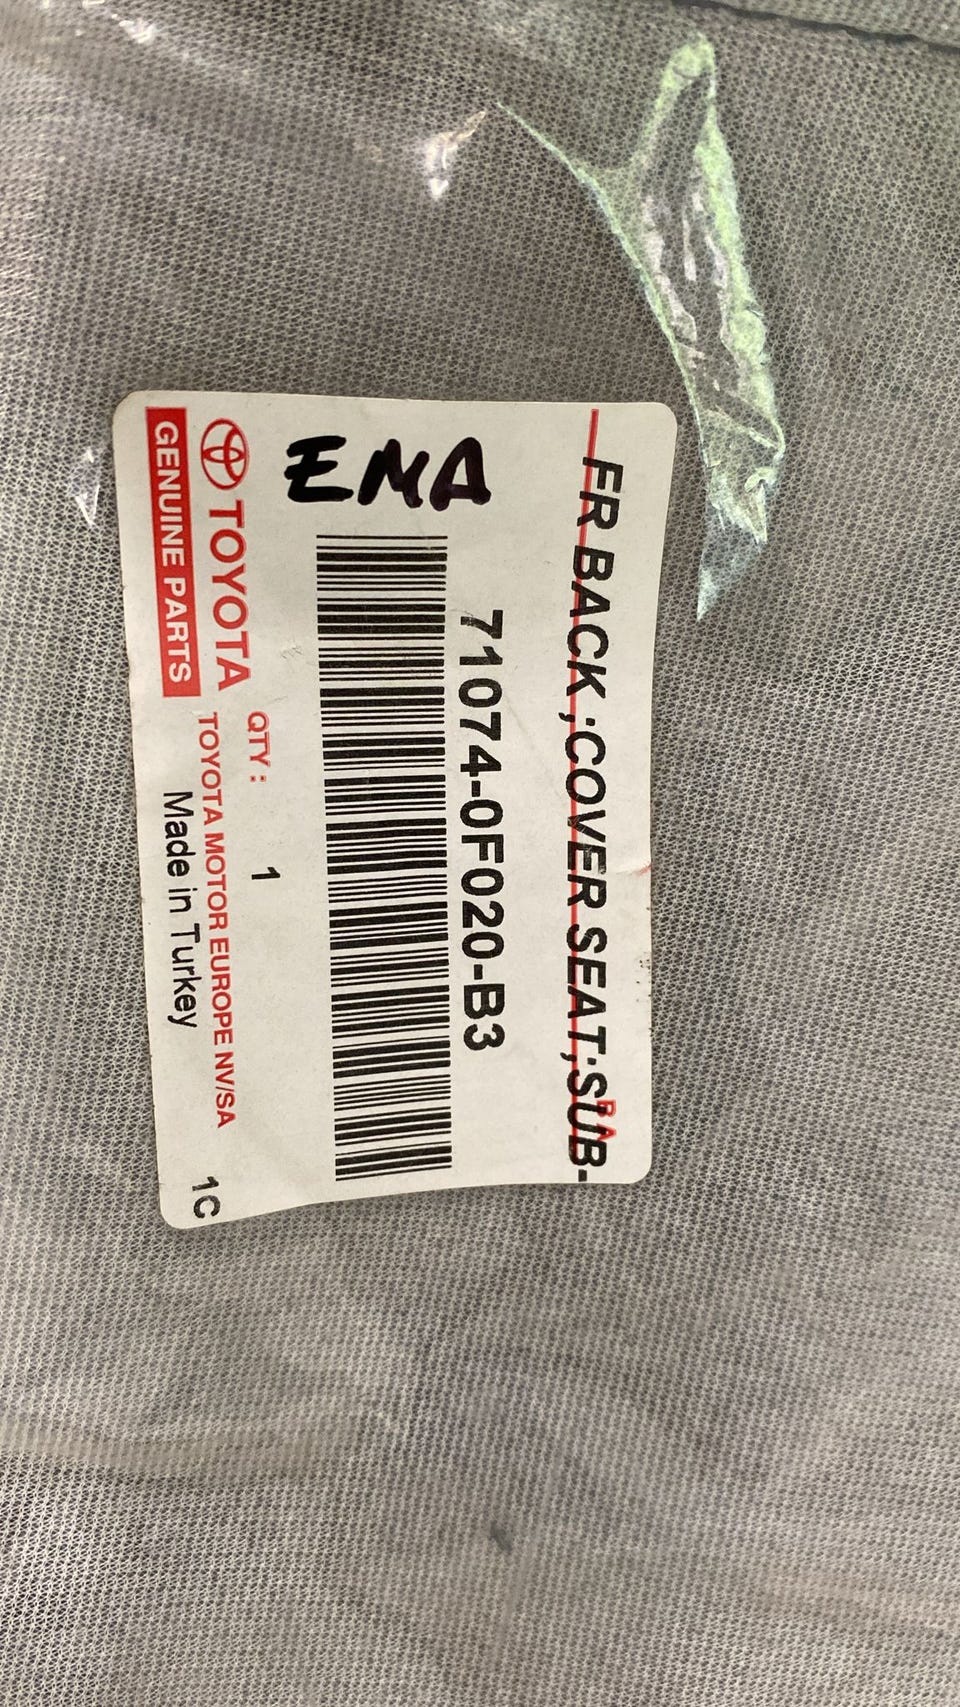 FR BACK ;COVER SEAT;SUB-
71074-0F020-B3
EMA
QTY : 1
TOYOTA
GENUINE PARTS
TOYOTA MOTOR EUROPE NV/SA
Made in Turkey
1C